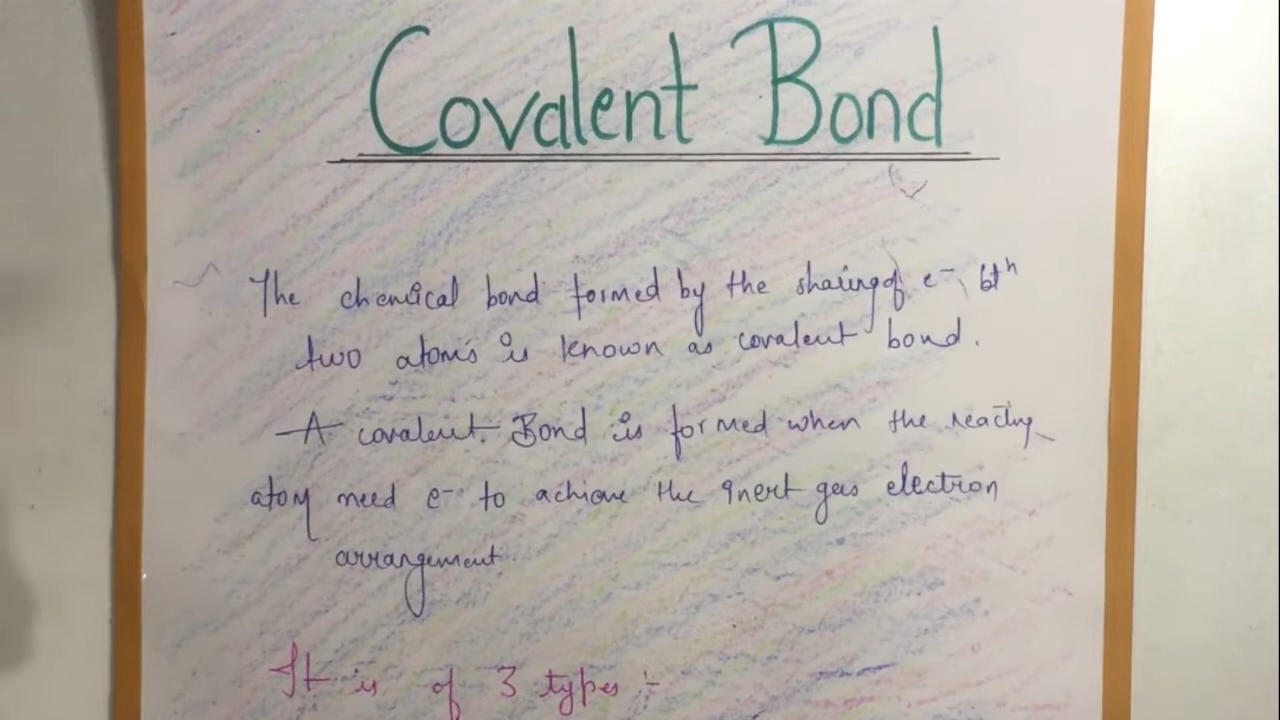 Covalent Bond
The chemical bond formed by the sharing of e⁻ btⁿ
two atoms is known as covalent bond.
A covalent Bond is formed when the reacting
atom need e⁻ to achieve the inert gas electron
arrangement.
It is of 3 types :-